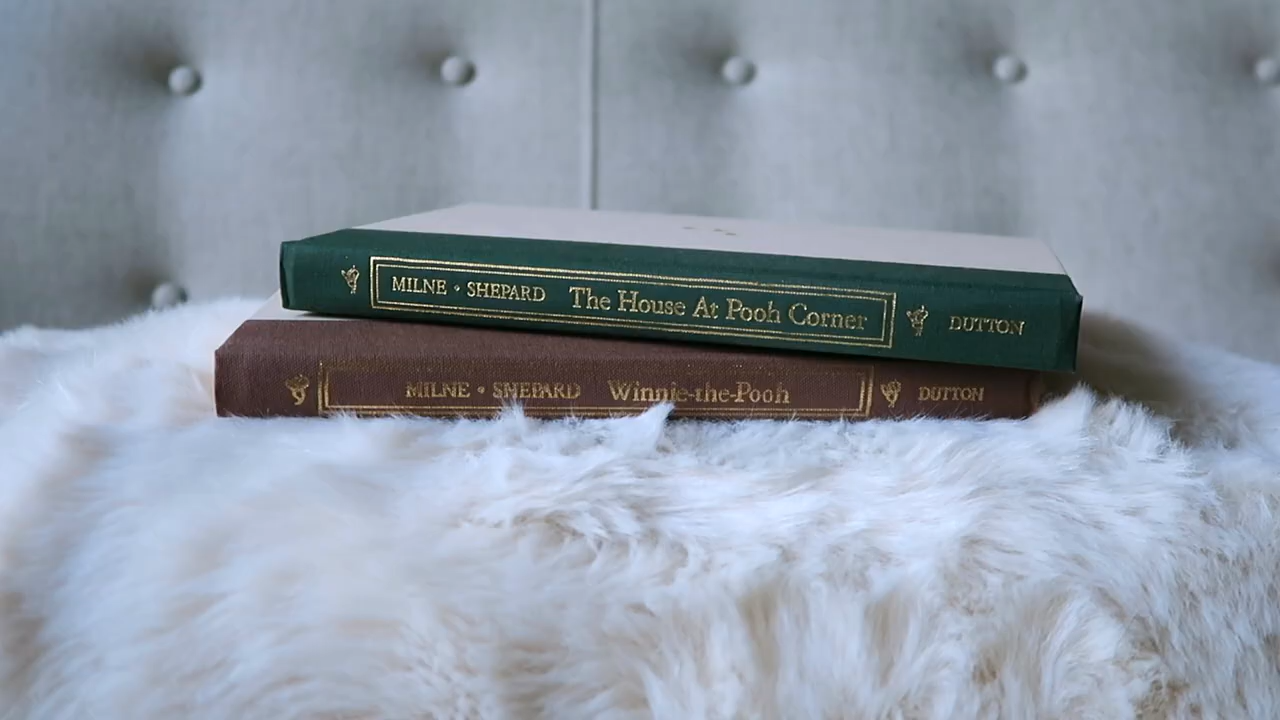 MILNE • SHEPARD The House At Pooh Corner DUTTON
MILNE • SHEPARD Winnie-the-Pooh DUTTON